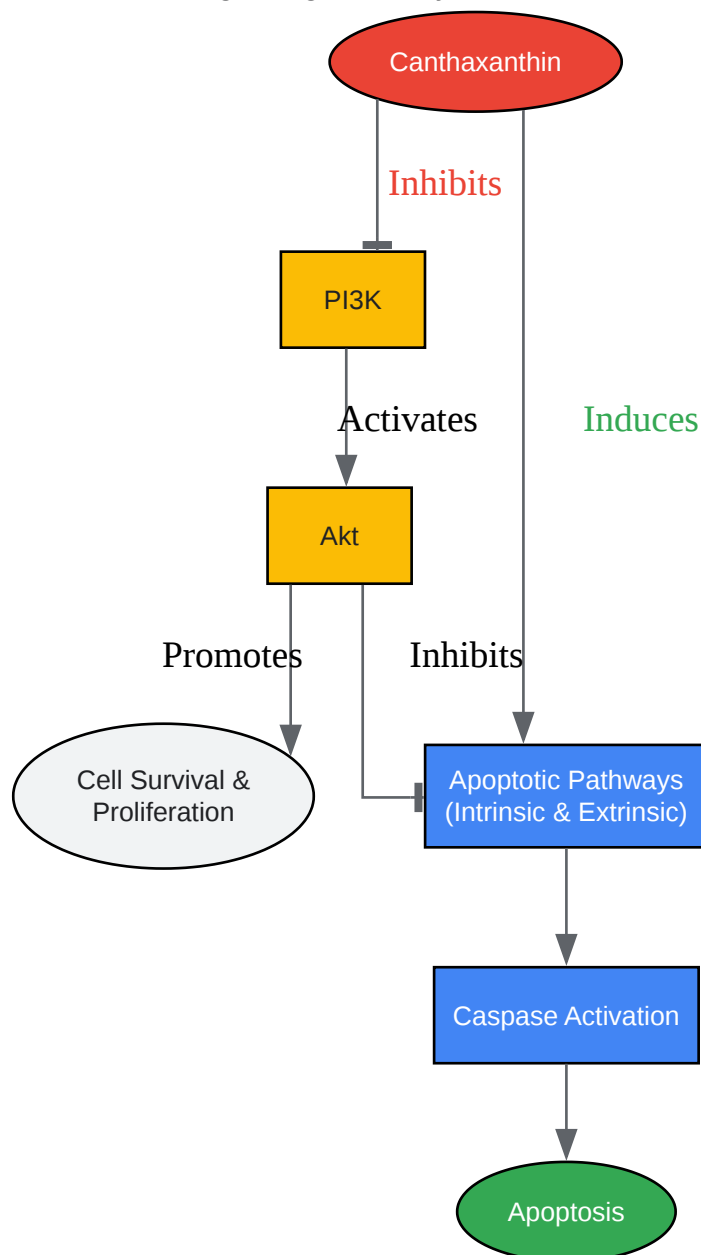 Canthaxanthin
Inhibits
PI3K
Activates
Induces
Akt
Promotes
Inhibits
Cell Survival &
Proliferation
Apoptotic Pathways
(Intrinsic & Extrinsic)
Caspase Activation
Apoptosis